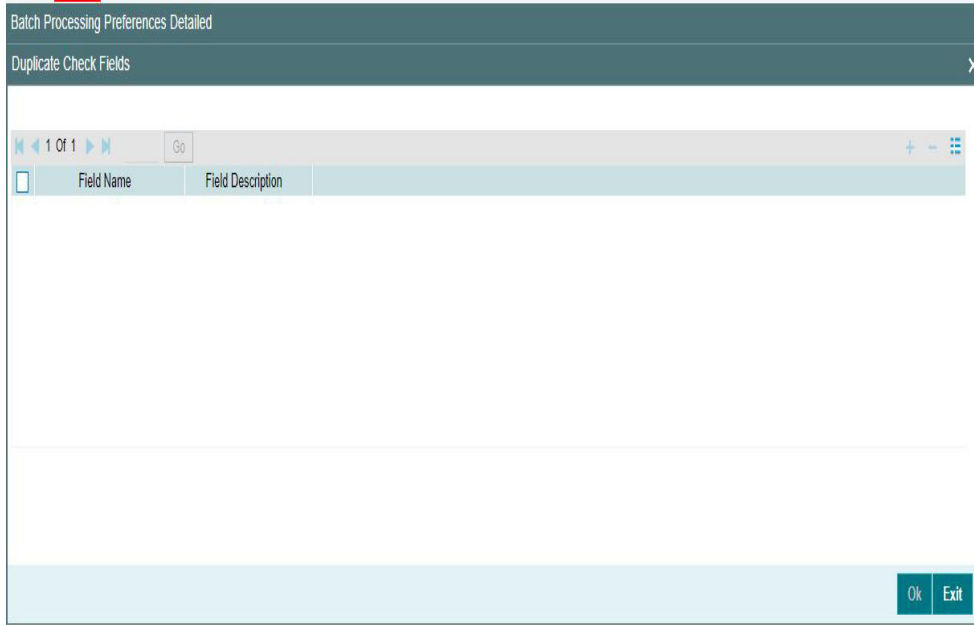 Batch Processing Preferences Detailed
Duplicate Check Fields
1 Of 1 Go
Field Name Field Description
Ok Exit